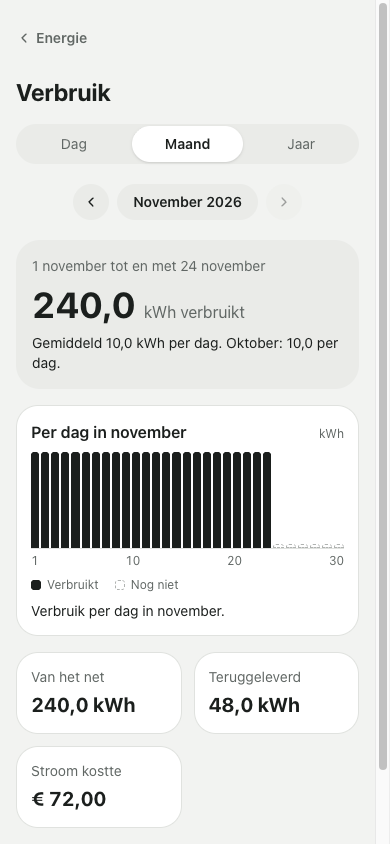 Energie
Verbruik
Dag Maand Jaar
November 2026
1 november tot en met 24 november
240,0 kWh verbruikt
Gemiddeld 10,0 kWh per dag. Oktober: 10,0 per
dag.
Per dag in november kWh
1 10 20 30
Verbruikt Nog niet
Verbruik per dag in november.
Van het net
240,0 kWh
Teruggeleverd
48,0 kWh
Stroom kostte
€ 72,00